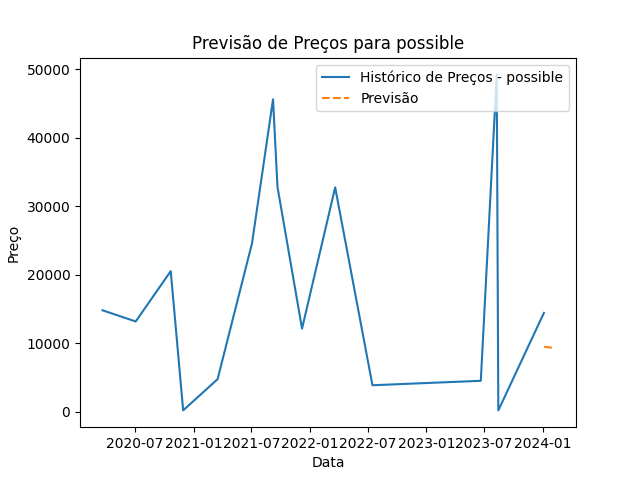 Previsão de Preços para possible
Histórico de Preços - possible
Previsão
Preço
50000
40000
30000
20000
10000
0
2020-07 2021-01 2021-07 2022-01 2022-07 2023-01 2023-07 2024-01
Data